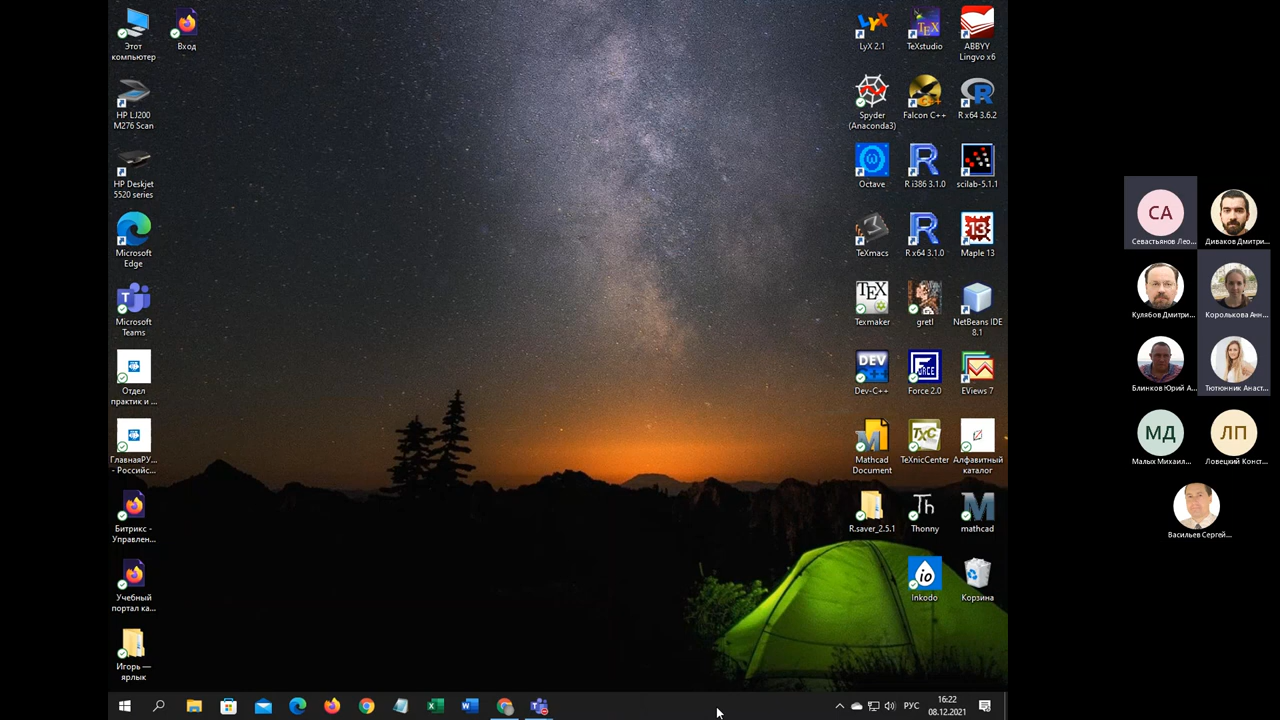 Этот
компьютер
Вход
HP LJ200
M276 Scan
HP Deskjet
5520 series
Microsoft
Edge
Microsoft
Teams
Отдел
практик и ...
ГлавнаяРУ...
- Российс...
Битрикс -
Управлен...
Учебный
портал ка...
Игорь —
ярлык
LyX 2.1
TeXstudio
ABBYY
Lingvo x6
Spyder
(Anaconda3)
Falcon C++
R x64 3.6.2
Octave
R i386 3.1.0
scilab-5.1.1
TeXmacs
R x64 3.1.0
Maple 13
Texmaker
gretl
NetBeans IDE
8.1
Dev-C++
Force 2.0
EViews 7
Mathcad
Document
TeXnicCenter
Алфавитный
каталог
R.saver_2.5.1
Thonny
mathcad
Inkodo
Корзина
РУС
16:22
08.12.2021
СА
Севастьянов Лео...
Диваков Дмитри...
Кулябов Дмитри...
Королькова Анн...
Блинков Юрий А...
Тютюнник Анаст...
МД
Малых Михаил...
ЛП
Ловецкий Конст...
Васильев Сергей...